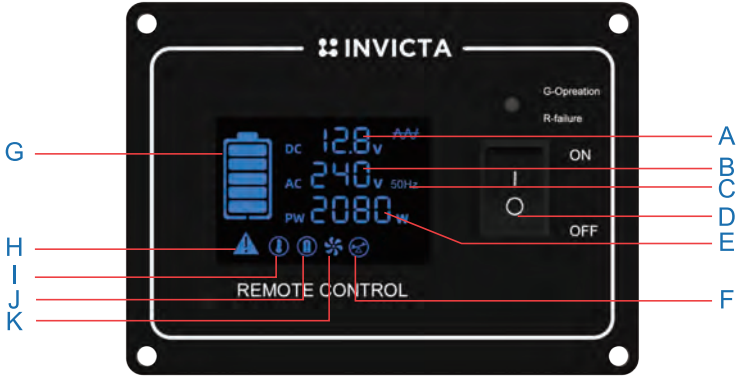 INVICTA
G-Opreation
R-failure
DC 12.8 V
AC 240 V 50Hz
PW 2080 W
ON
I
O
OFF
REMOTE CONTROL
A
B
C
D
E
F
G
H
I
J
K